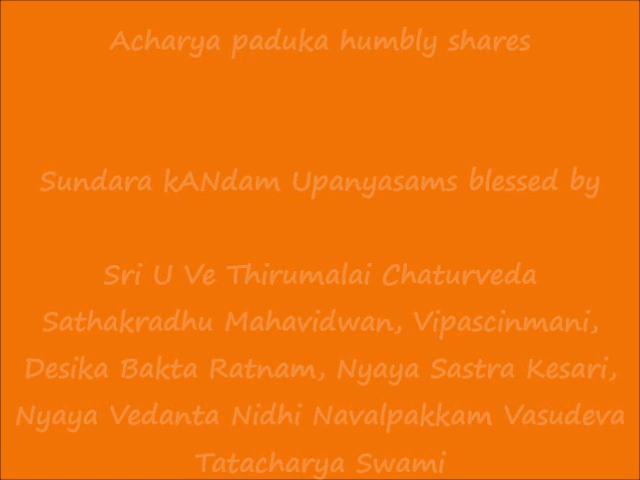 Acharya paduka humbly shares
Sundara kANdam Upanyasams blessed by
Sri U Ve Thirumalai Chaturveda
Sathakradhu Mahavidwan, Vipascinmani,
Desika Bakta Ratnam, Nyaya Sastra Kesari,
Nyaya Vedanta Nidhi Navalpakkam Vasudeva
Tatacharya Swami